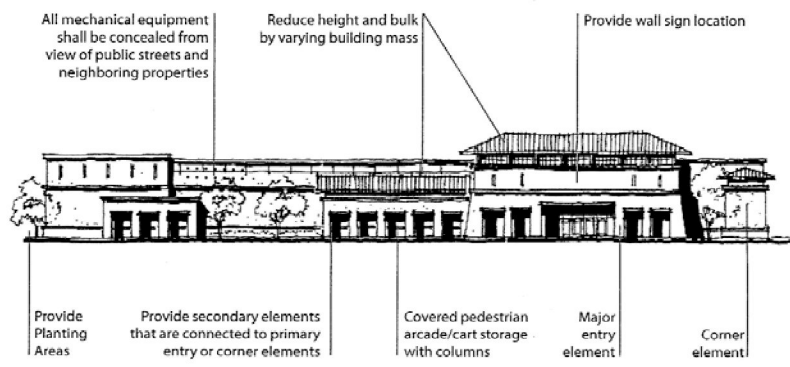 All mechanical equipment
shall be concealed from
view of public streets and
neighboring properties
Reduce height and bulk
by varying building mass
Provide wall sign location
Provide
Planting
Areas
Provide secondary elements
that are connected to primary
entry or corner elements
Covered pedestrian
arcade/cart storage
with columns
Major
entry
element
Corner
element